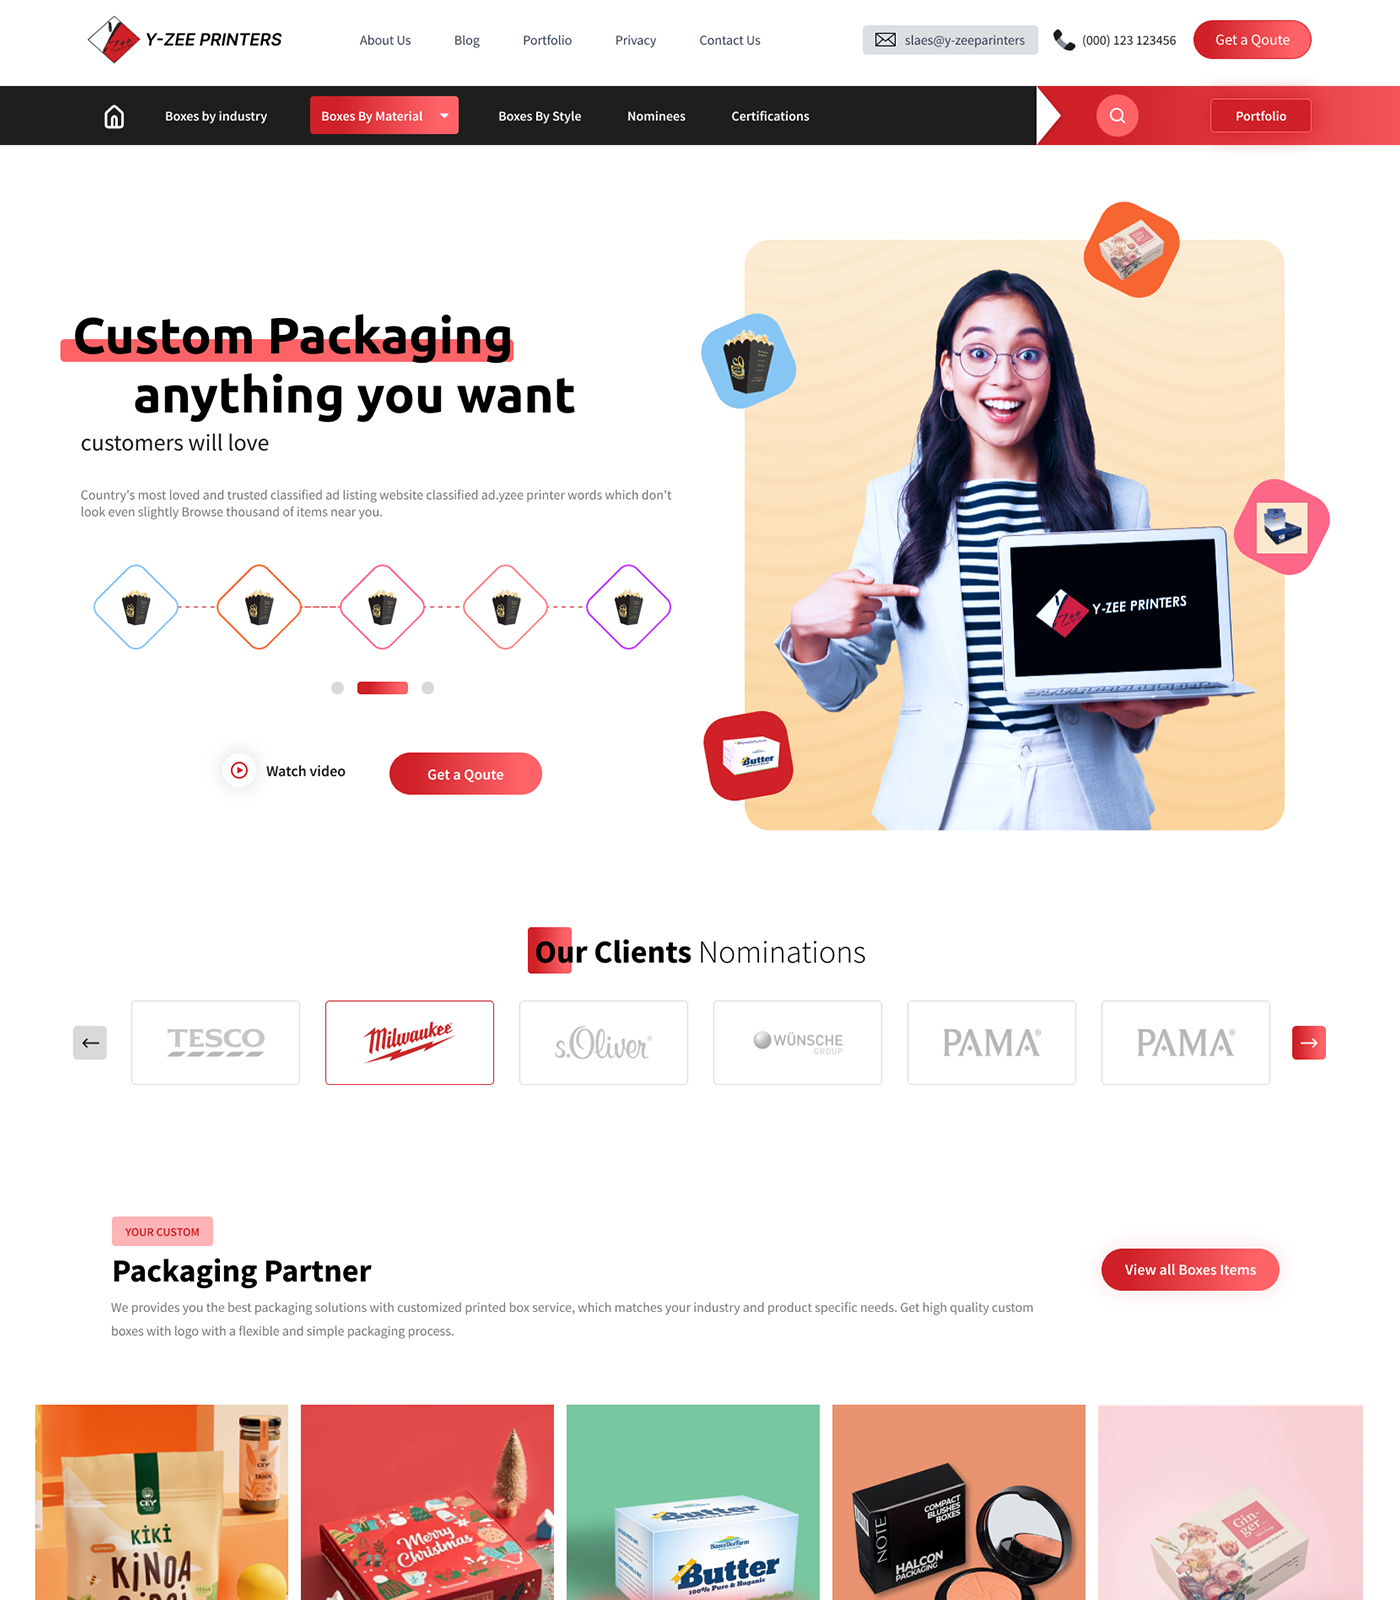 Y-ZEE PRINTERS
About Us
Blog
Portfolio
Privacy
Contact Us
slaes@y-zeeparinters
(000) 123 123456
Get a Qoute
Boxes by industry
Boxes By Material
Boxes By Style
Nominees
Certifications
Portfolio
Custom Packaging
anything you want
customers will love
Country's most loved and trusted classified ad listing website classified ad.yzee printer words which don't
look even slightly Browse thousand of items near you.
Y-ZEE PRINTERS
Butter
Watch video
Get a Qoute
Our Clients Nominations
TESCO
Milwaukee
s.Oliver
WÜNSCHE
GROUP
PAMA
PAMA
YOUR CUSTOM
Packaging Partner
We provides you the best packaging solutions with customized printed box service, which matches your industry and product specific needs. Get high quality custom
boxes with logo with a flexible and simple packaging process.
View all Boxes Items
CEY
KiKi
KiNOA
Merry
Christmas
Butter
100% Pure & Huganic
Butter
NOTE
HALCON
PACKAGING
COMPACT
BLUSHES
BOXES
Gin-
ger